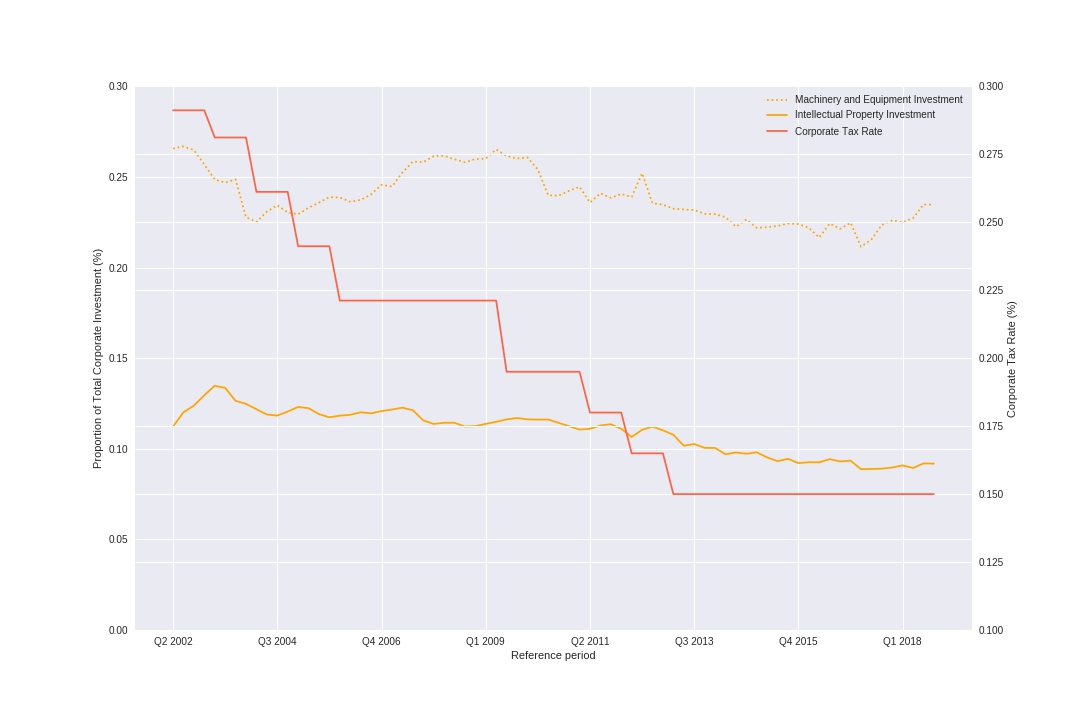 0.30
0.25
0.20
0.15
0.10
0.05
0.00
Proportion of Total Corporate Investment (%)
Machinery and Equipment Investment
Intellectual Property Investment
Corporate Tax Rate
0.300
0.275
0.250
0.225
0.200
0.175
0.150
0.125
0.100
Corporate Tax Rate (%)
Q2 2002 Q3 2004 Q4 2006 Q1 2009 Q2 2011 Q3 2013 Q4 2015 Q1 2018
Reference period